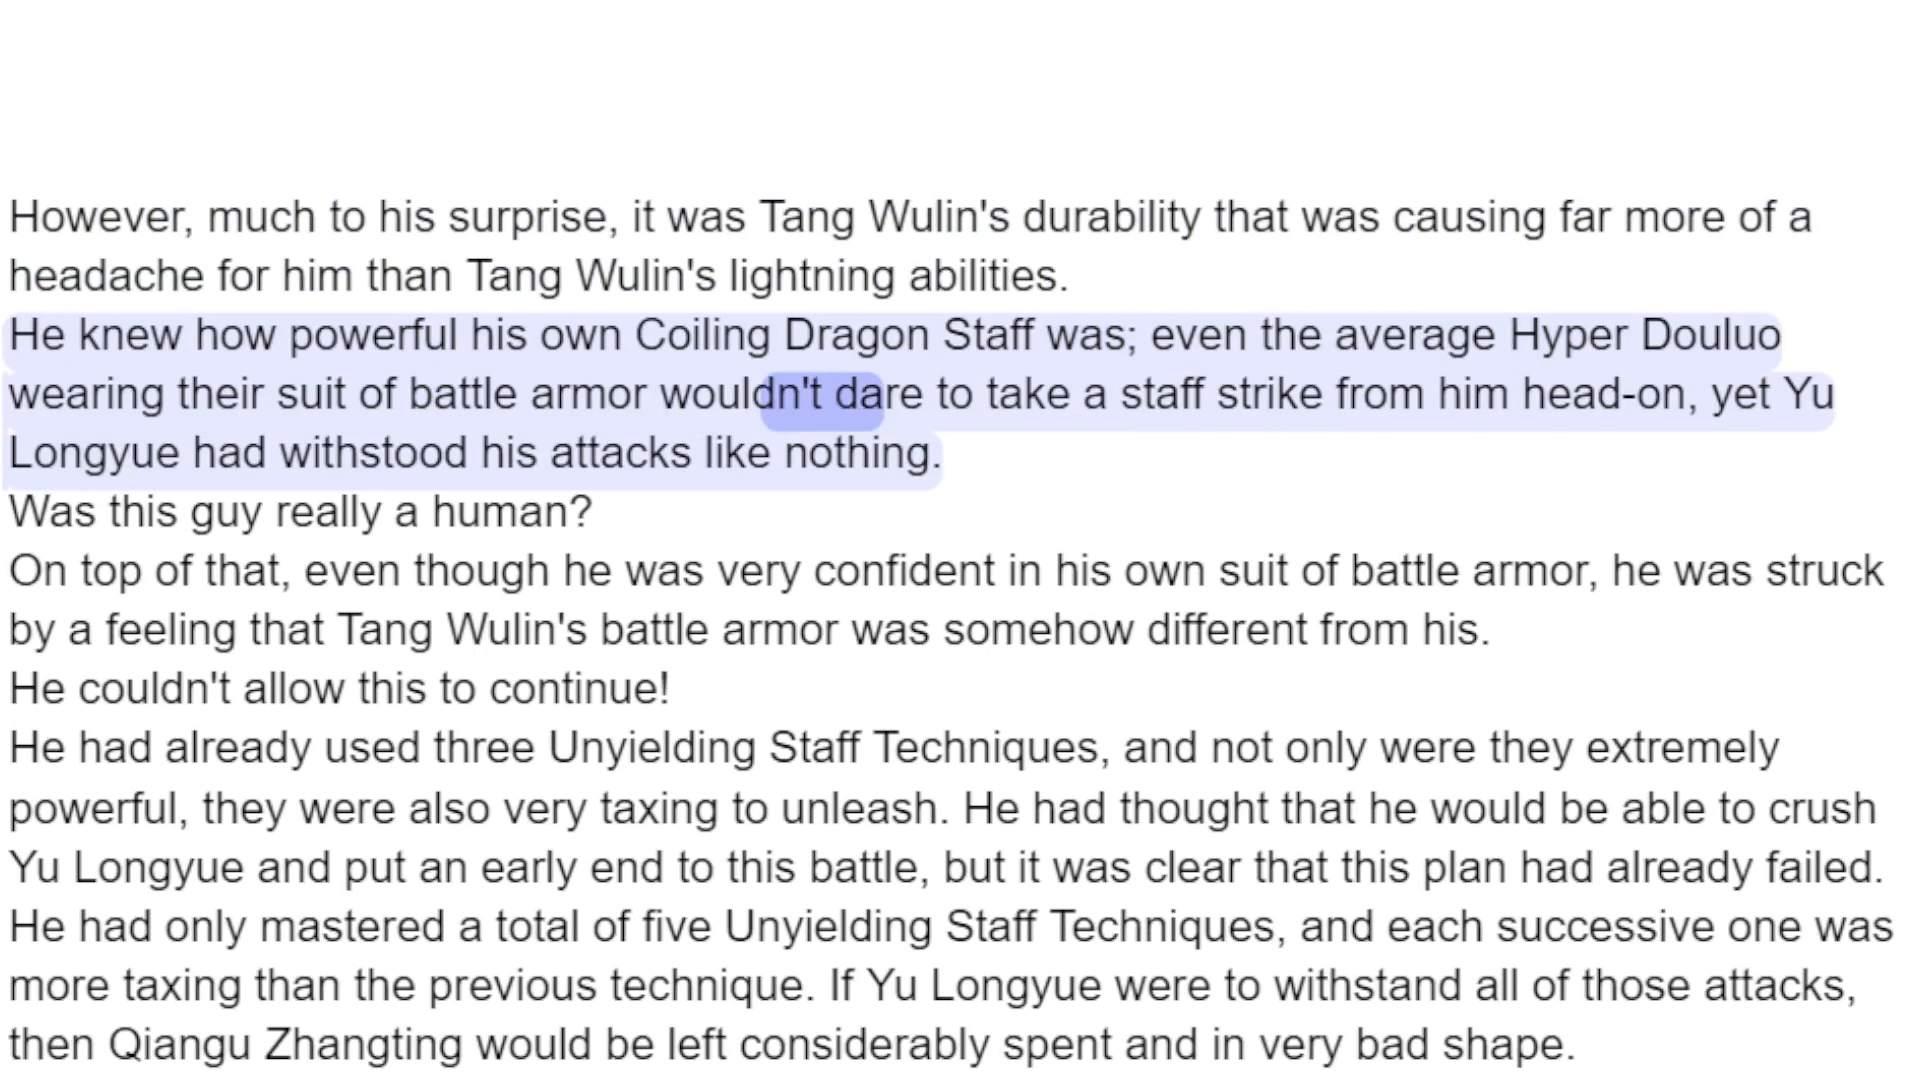 However, much to his surprise, it was Tang Wulin's durability that was causing far more of a
headache for him than Tang Wulin's lightning abilities.
He knew how powerful his own Coiling Dragon Staff was; even the average Hyper Douluo
wearing their suit of battle armor wouldn't dare to take a staff strike from him head-on, yet Yu
Longyue had withstood his attacks like nothing.
Was this guy really a human?
On top of that, even though he was very confident in his own suit of battle armor, he was struck
by a feeling that Tang Wulin's battle armor was somehow different from his.
He couldn't allow this to continue!
He had already used three Unyielding Staff Techniques, and not only were they extremely
powerful, they were also very taxing to unleash. He had thought that he would be able to crush
Yu Longyue and put an early end to this battle, but it was clear that this plan had already failed.
He had only mastered a total of five Unyielding Staff Techniques, and each successive one was
more taxing than the previous technique. If Yu Longyue were to withstand all of those attacks,
then Qiangu Zhangting would be left considerably spent and in very bad shape.